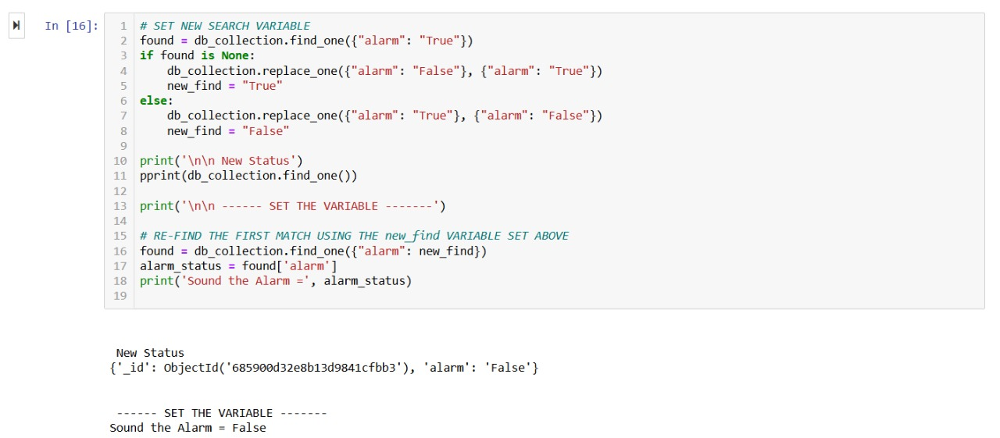 In [16]:
1 # SET NEW SEARCH VARIABLE
2 found = db_collection.find_one({"alarm": "True"})
3 if found is None:
4     db_collection.replace_one({"alarm": "False"}, {"alarm": "True"})
5     new_find = "True"
6 else:
7     db_collection.replace_one({"alarm": "True"}, {"alarm": "False"})
8     new_find = "False"
9
10 print('\n\n New Status')
11 pprint(db_collection.find_one())
12
13 print('\n\n ------ SET THE VARIABLE -------')
14
15 # RE-FIND THE FIRST MATCH USING THE new_find VARIABLE SET ABOVE
16 found = db_collection.find_one({"alarm": new_find})
17 alarm_status = found['alarm']
18 print('Sound the Alarm =', alarm_status)
19
New Status
{'_id': ObjectId('685900d32e8b13d9841cfbb3'), 'alarm': 'False'}
------ SET THE VARIABLE -------
Sound the Alarm = False